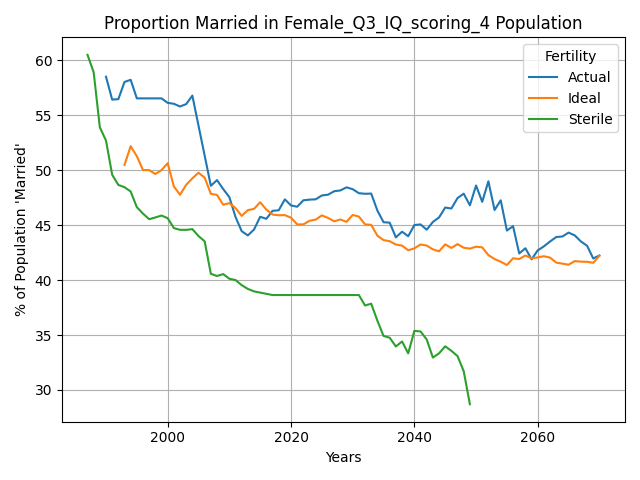 Proportion Married in Female_Q3_IQ_scoring_4 Population
% of Population 'Married'
60
55
50
45
40
35
30
Fertility
Actual
Ideal
Sterile
2000
2020
2040
2060
Years